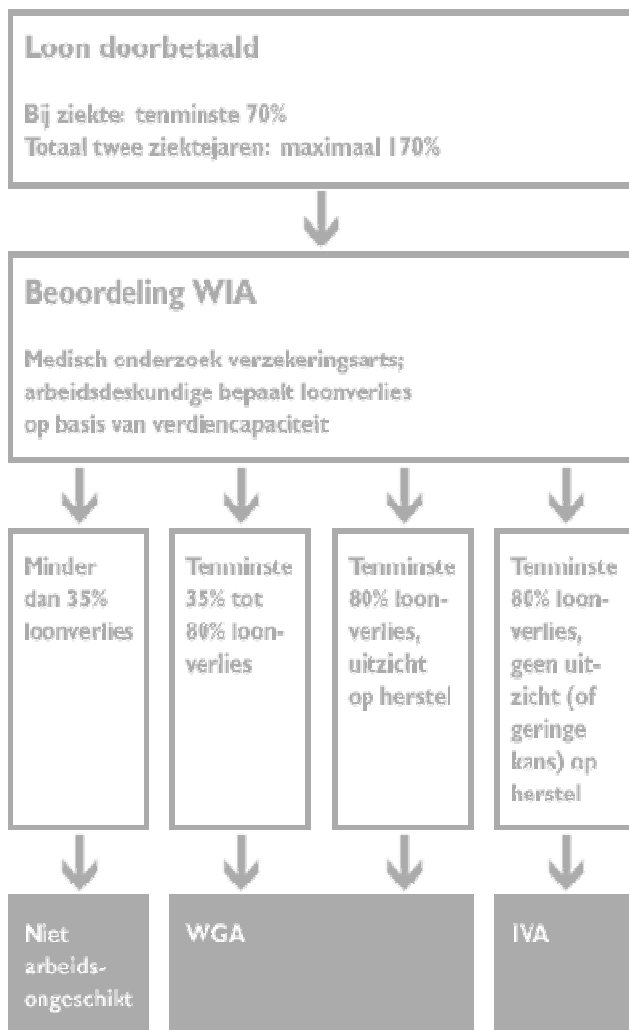 Loon doorbetaald
Bij ziekte: tenminste 70%
Totaal twee ziektejaren: maximaal 170%
Beoordeling WIA
Medisch onderzoek verzekeringsarts;
arbeidsdeskundige bepaalt loonverlies
op basis van verdiencapaciteit
Minder
dan 35%
loonverlies
Tenminste
35% tot
80% loon-
verlies
Tenminste
80% loon-
verlies,
uitzicht
op herstel
Tenminste
80% loon-
verlies,
geen uit-
zicht (of
geringe
kans) op
herstel
Niet
arbeids-
ongeschikt
WGA
IVA